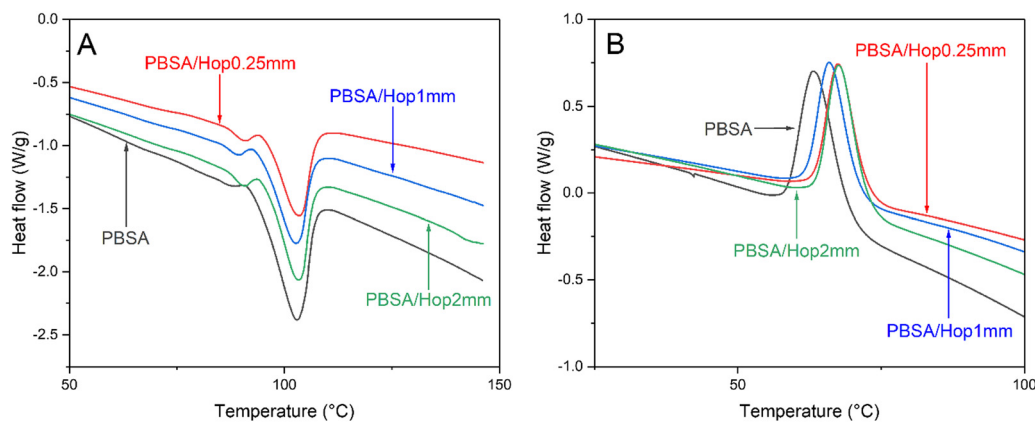 A
0.0
-0.5
-1.0
-1.5
-2.0
-2.5
Heat flow (W/g)
PBSA/Hop0.25mm
PBSA/Hop1mm
PBSA
PBSA/Hop2mm
50
100
150
Temperature (°C)
B
1.0
0.5
0.0
-0.5
-1.0
Heat flow (W/g)
PBSA/Hop0.25mm
PBSA
PBSA/Hop2mm
PBSA/Hop1mm
50
100
Temperature (°C)